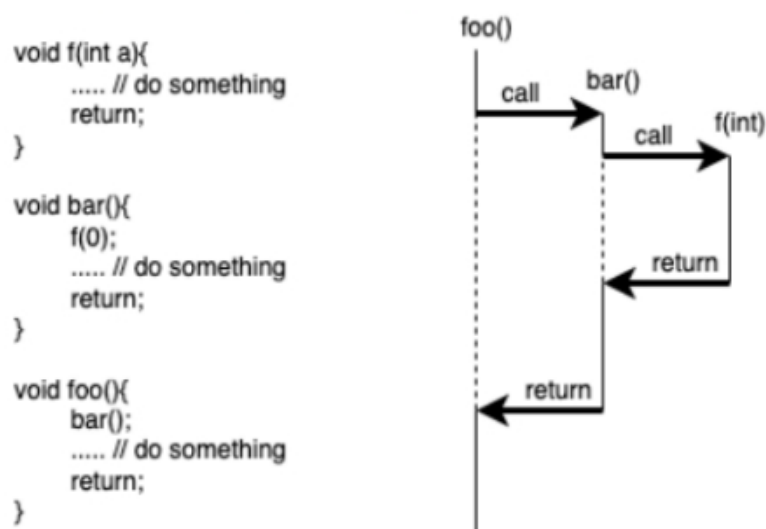 void f(int a){
..... // do something
return;
}
void bar(){
f(0);
..... // do something
return;
}
void foo(){
bar();
..... // do something
return;
}
foo()
call
bar()
call
f(int)
return
return